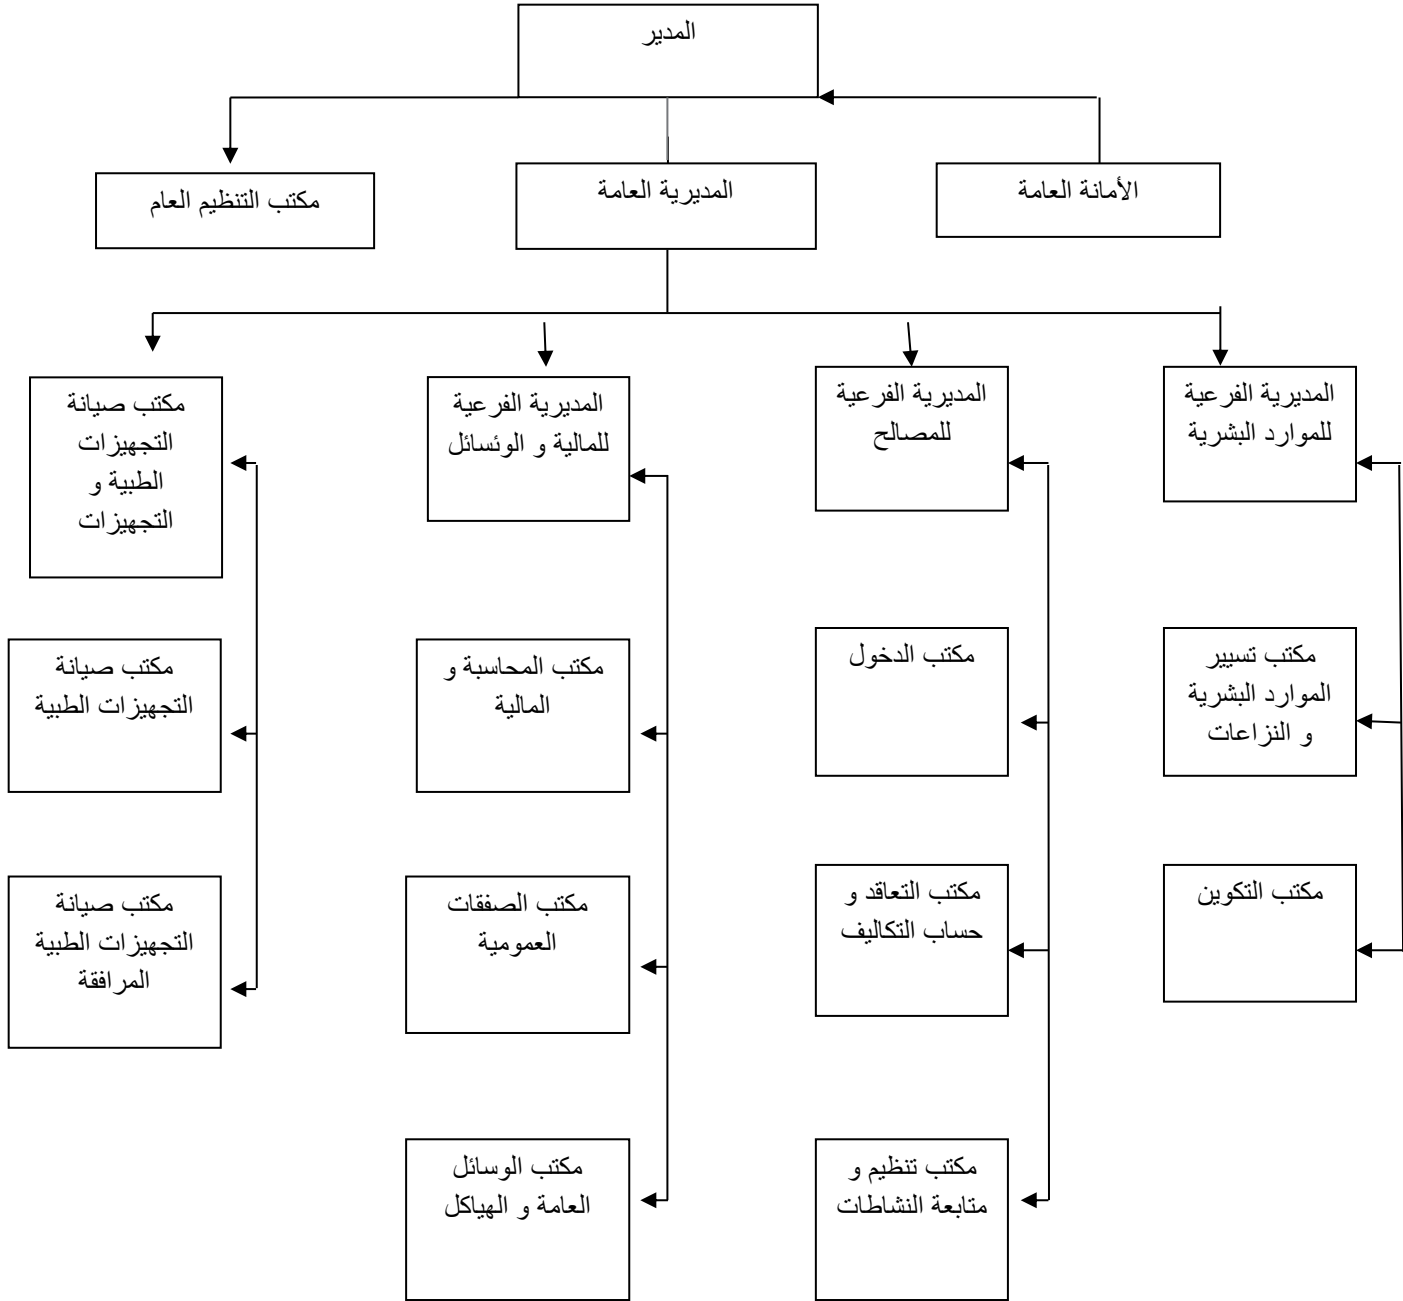 المدير
الأمانة العامة
المديرية العامة
مكتب التنظيم العام
المديرية الفرعية
للموارد البشرية
المديرية الفرعية
للمصالح
المديرية الفرعية
للمالية و الوئسائل
مكتب صيانة
التجهيزات
الطبية و
التجهيزات
مكتب تسيير
الموارد البشرية
و النزاعات
مكتب الدخول
مكتب المحاسبة و
المالية
مكتب صيانة
التجهيزات الطبية
مكتب التكوين
مكتب التعاقد و
حساب التكاليف
مكتب الصفقات
العمومية
مكتب صيانة
التجهيزات الطبية
المرافقة
مكتب تنظيم و
متابعة النشاطات
مكتب الوسائل
العامة و الهياكل